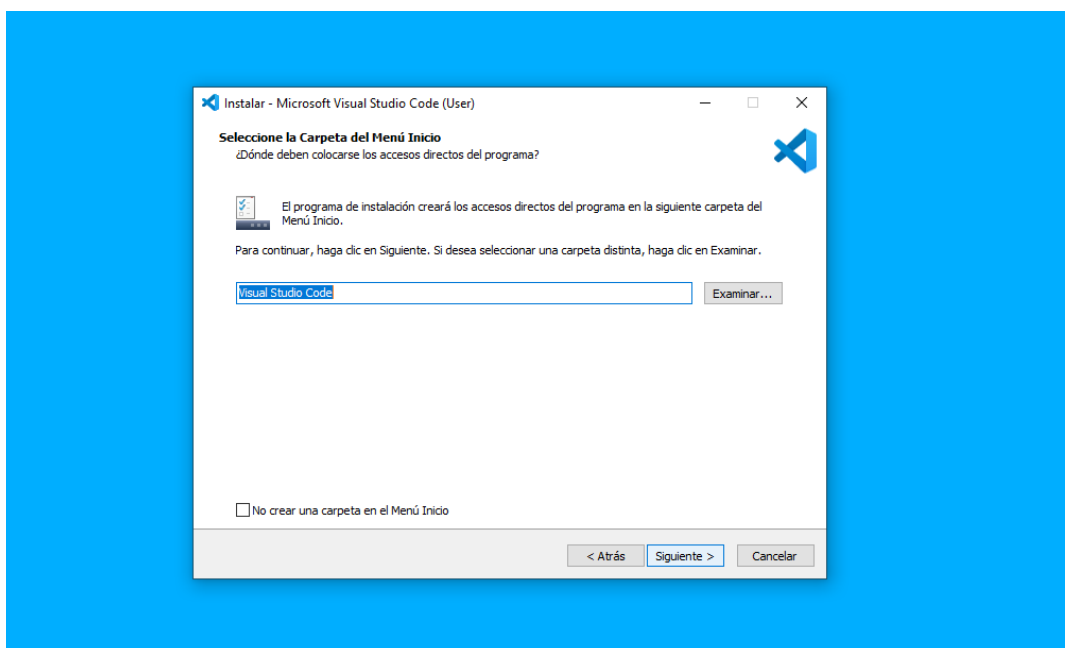 Instalar - Microsoft Visual Studio Code (User)
Seleccione la Carpeta del Menú Inicio
¿Dónde deben colocarse los accesos directos del programa?
El programa de instalación creará los accesos directos del programa en la siguiente carpeta del
Menú Inicio.
Para continuar, haga clic en Siguiente. Si desea seleccionar una carpeta distinta, haga clic en Examinar.
Visual Studio Code
Examinar...
No crear una carpeta en el Menú Inicio
< Atrás
Siguiente >
Cancelar